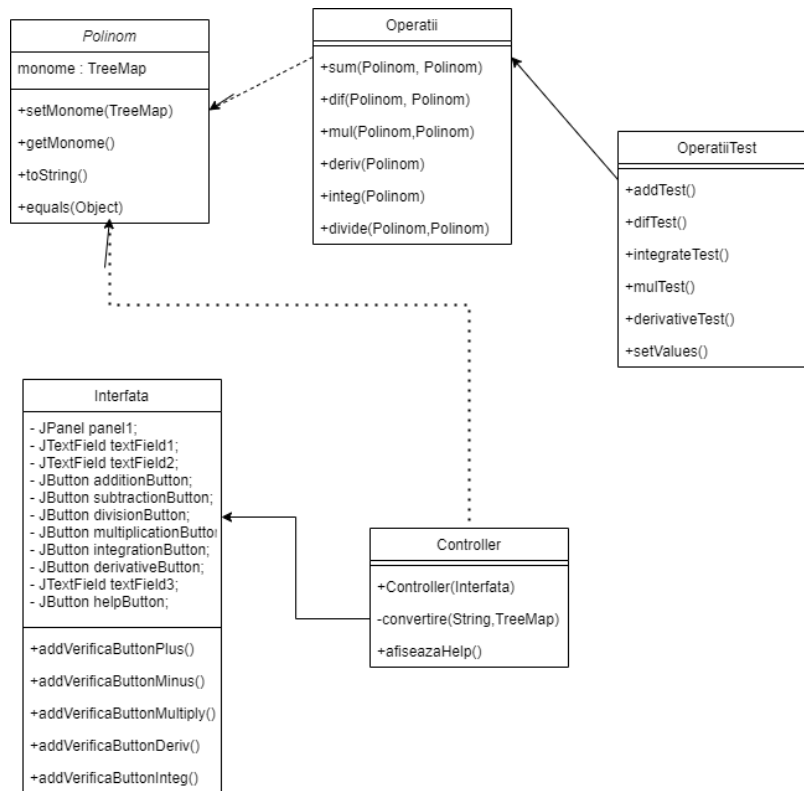 Polinom
monome : TreeMap
+setMonome(TreeMap)
+getMonome()
+toString()
+equals(Object)
Operatii
+sum(Polinom, Polinom)
+dif(Polinom, Polinom)
+mul(Polinom,Polinom)
+deriv(Polinom)
+integ(Polinom)
+divide(Polinom,Polinom)
OperatiiTest
+addTest()
+difTest()
+integrateTest()
+mulTest()
+derivativeTest()
+setValues()
Interfata
- JPanel panel1;
- JTextField textField1;
- JTextField textField2;
- JButton additionButton;
- JButton subtractionButton;
- JButton divisionButton;
- JButton multiplicationButton
- JButton integrationButton;
- JButton derivativeButton;
- JTextField textField3;
- JButton helpButton;
+addVerificaButtonPlus()
+addVerificaButtonMinus()
+addVerificaButtonMultiply()
+addVerificaButtonDeriv()
+addVerificaButtonInteg()
Controller
+Controller(Interfata)
-convertire(String,TreeMap)
+afiseazaHelp()